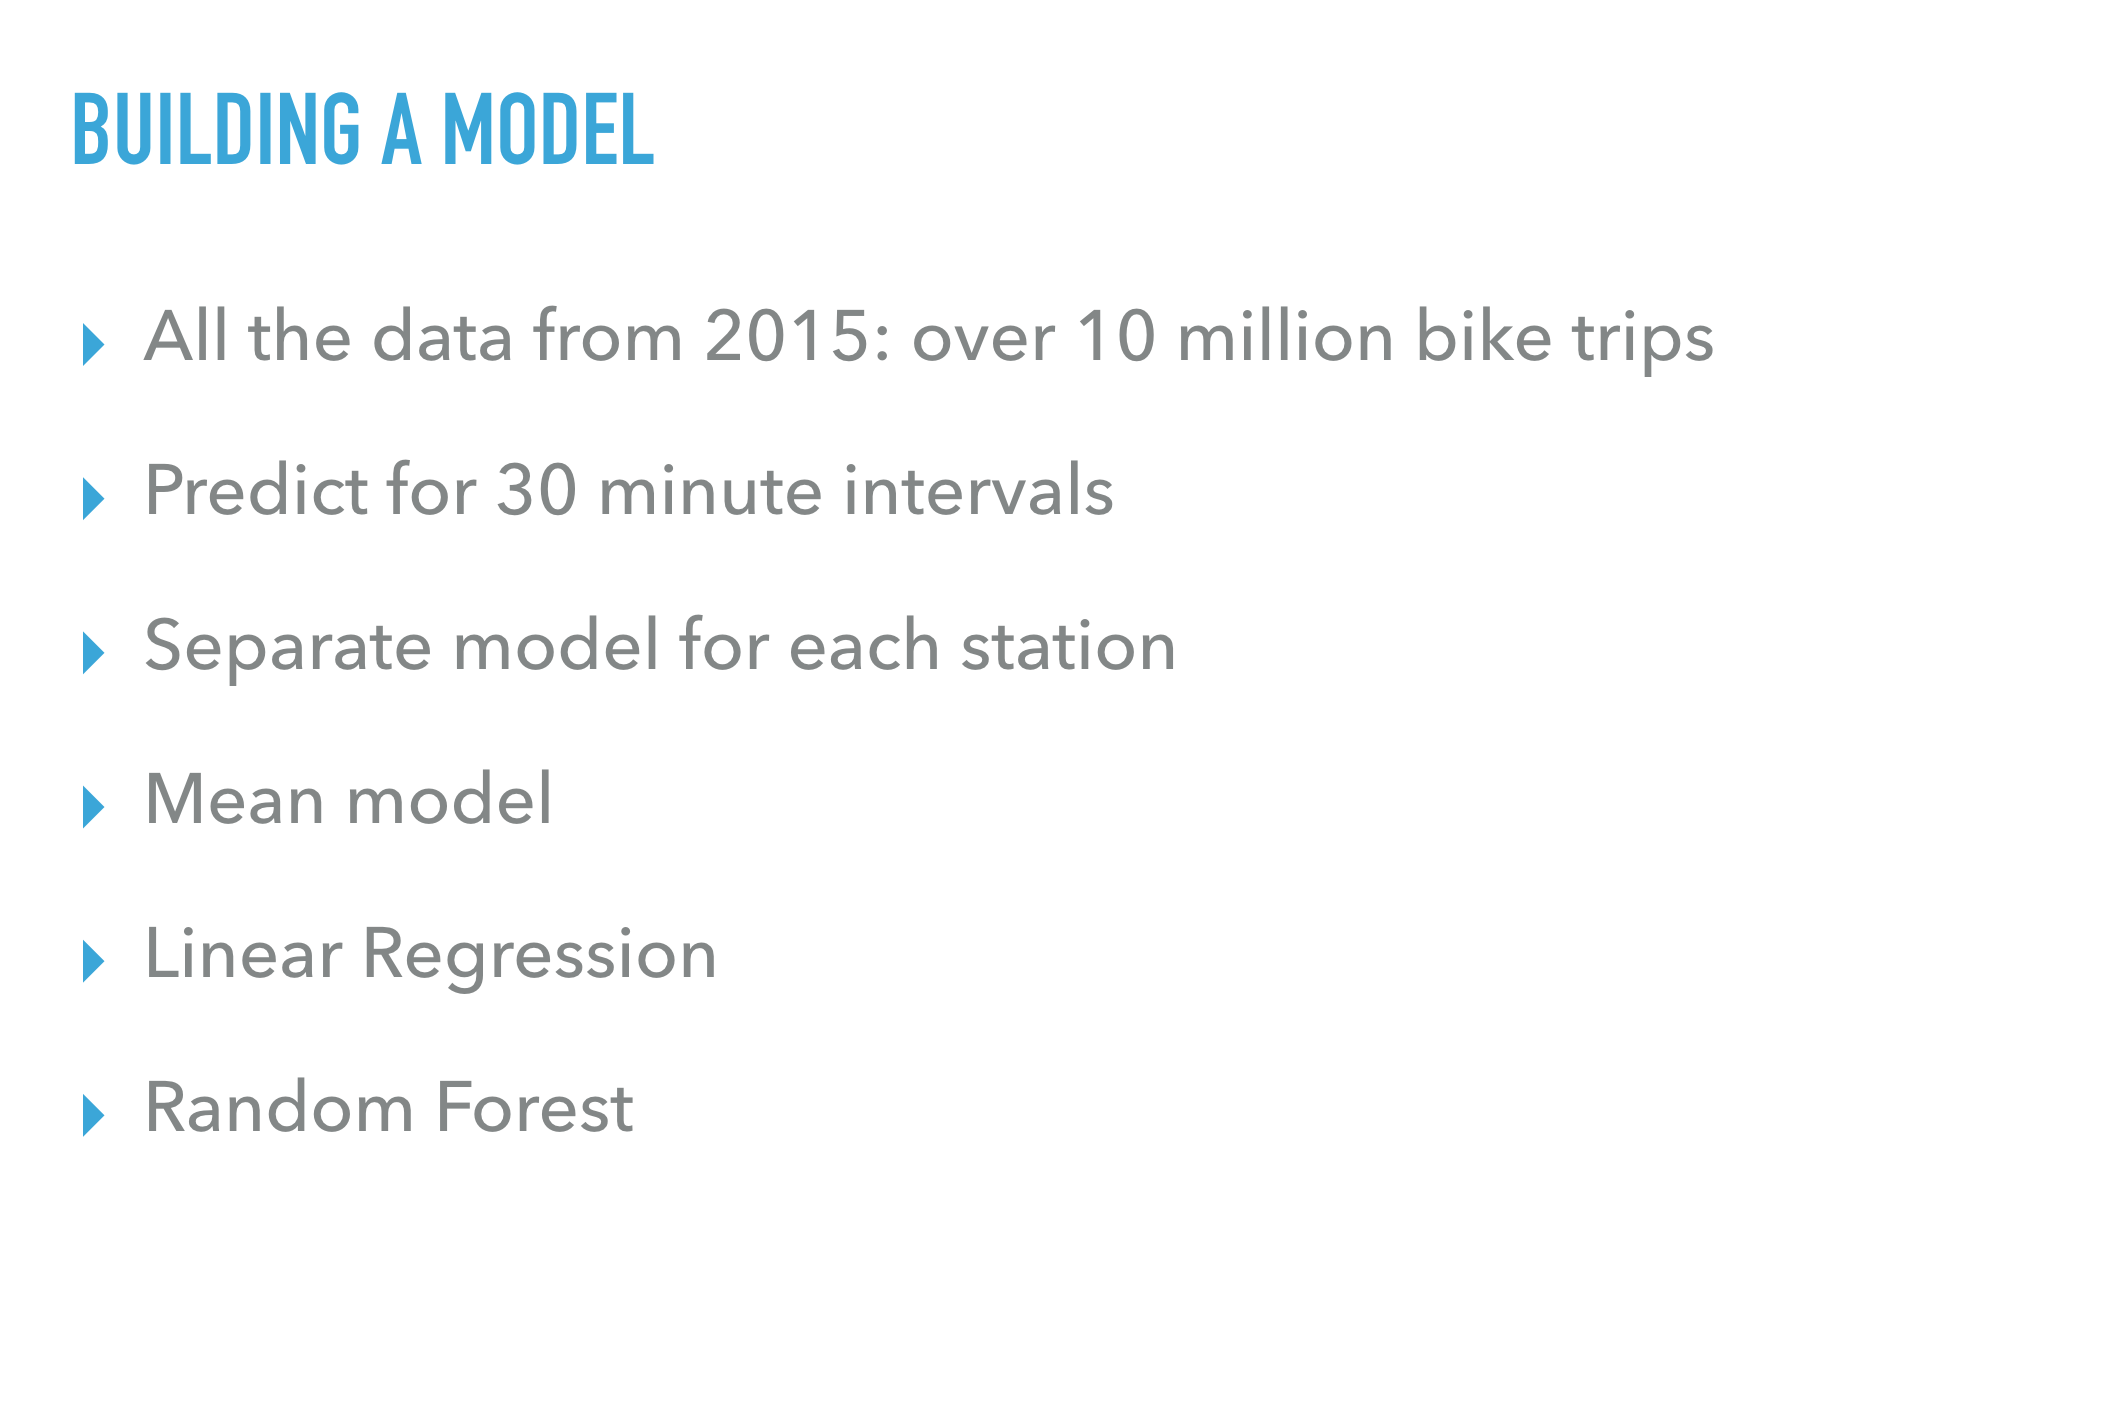 BUILDING A MODEL
All the data from 2015: over 10 million bike trips
Predict for 30 minute intervals
Separate model for each station
Mean model
Linear Regression
Random Forest